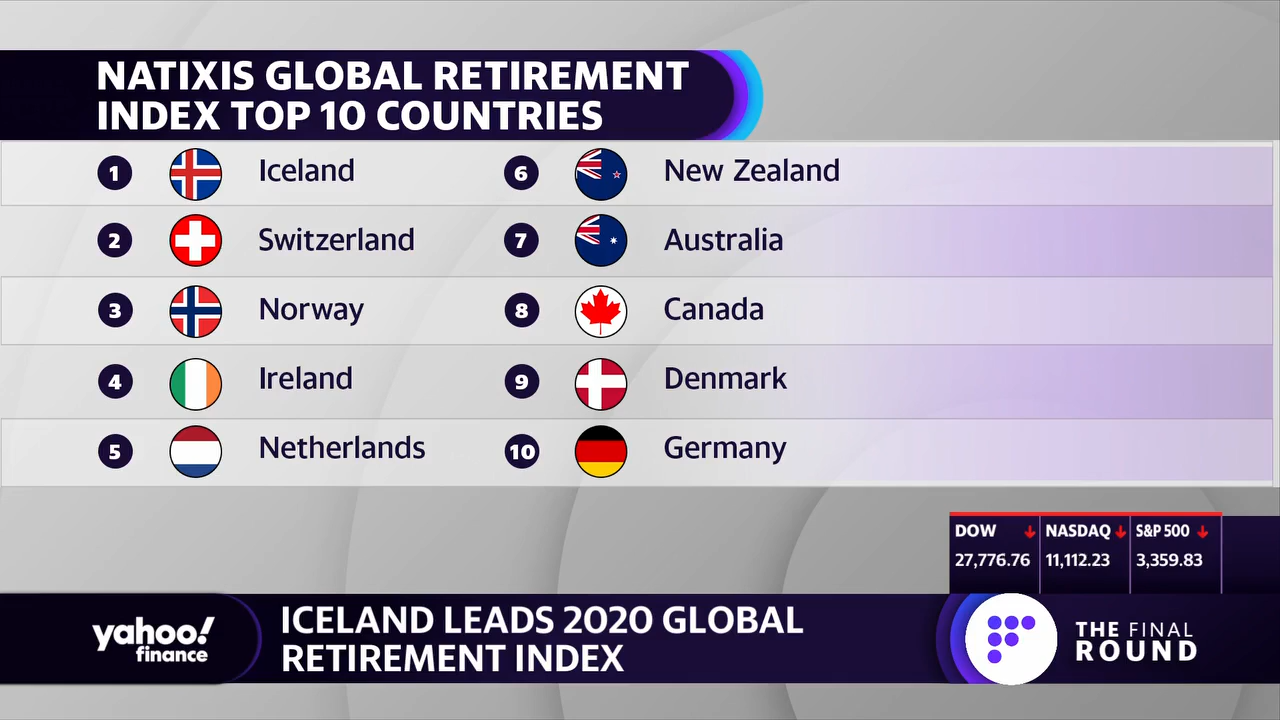 NATIXIS GLOBAL RETIREMENT
INDEX TOP 10 COUNTRIES
1 Iceland
2 Switzerland
3 Norway
4 Ireland
5 Netherlands
6 New Zealand
7 Australia
8 Canada
9 Denmark
10 Germany
DOW NASDAQ S&P 500
27,776.76 11,112.23 3,359.83
yahoo!
finance
ICELAND LEADS 2020 GLOBAL
RETIREMENT INDEX
THE FINAL
ROUND